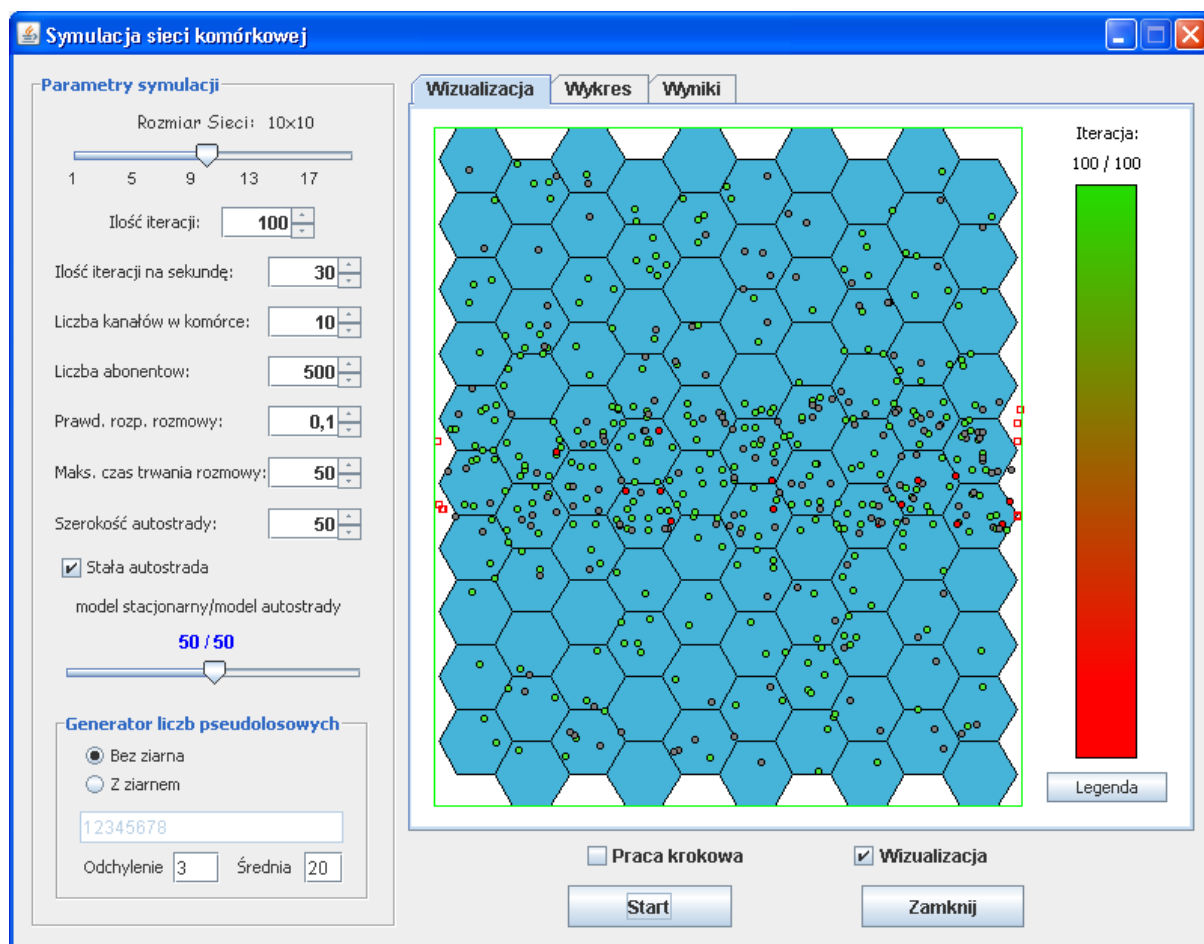 Symulacja sieci komórkowej
Parametry symulacji
Rozmiar Sieci: 10x10
1 5 9 13 17
Ilość iteracji: 100
Ilość iteracji na sekundę: 30
Liczba kanałów w komórce: 10
Liczba abonentow: 500
Prawd. rozp. rozmowy: 0,1
Maks. czas trwania rozmowy: 50
Szerokość autostrady: 50
Stała autostrada
model stacjonarny/model autostrady
50 / 50
Generator liczb pseudolosowych
Bez ziarna
Z ziarnem
12345678
Odchylenie 3 Średnia 20
Wizualizacja Wykres Wyniki
Iteracja:
100 / 100
Legenda
Praca krokowa Wizualizacja
Start Zamknij